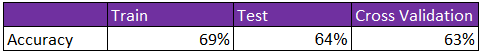 Train Test Cross Validation
Accuracy 69% 64% 63%